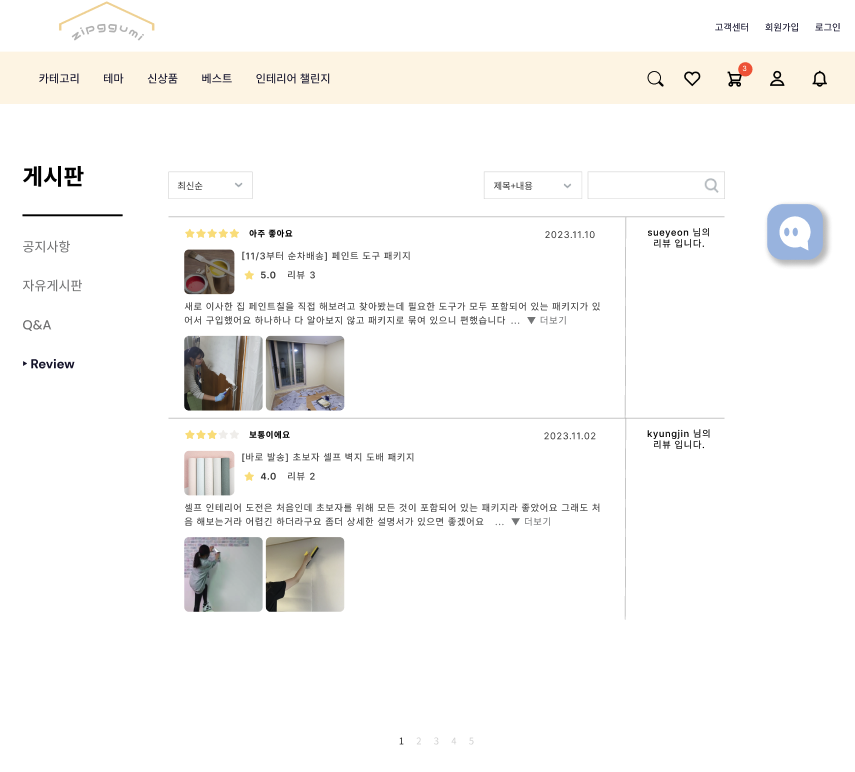 zipggumi
고객센터 회원가입 로그인
카테고리 테마 신상품 베스트 인테리어 챌린지
3
게시판
공지사항
자유게시판
Q&A
▸ Review
최신순
제목+내용
아주 좋아요
2023.11.10
sueyeon 님의
리뷰 입니다.
[11/3부터 순차배송] 페인트 도구 패키지
5.0 리뷰 3
새로 이사한 집 페인트칠을 직접 해보려고 찾아봤는데 필요한 도구가 모두 포함되어 있는 패키지가 있
어서 구입했어요 하나하나 다 알아보지 않고 패키지로 묶여 있으니 편했습니다 ... ▼ 더보기
보통이에요
2023.11.02
kyungjin 님의
리뷰 입니다.
[바로 발송] 초보자 셀프 벽지 도배 패키지
4.0 리뷰 2
셀프 인테리어 도전은 처음인데 초보자를 위해 모든 것이 포함되어 있는 패키지라 좋았어요 그래도 처
음 해보는거라 어렵긴 하더라구요 좀더 상세한 설명서가 있으면 좋겠어요 ... ▼ 더보기
1 2 3 4 5